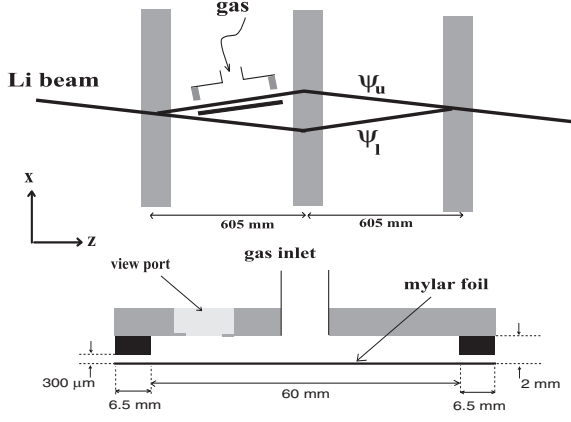 gas
Li beam
Ψu
Ψl
x
z
605 mm
605 mm
gas inlet
view port
mylar foil
300 μm
6.5 mm
60 mm
6.5 mm
2 mm